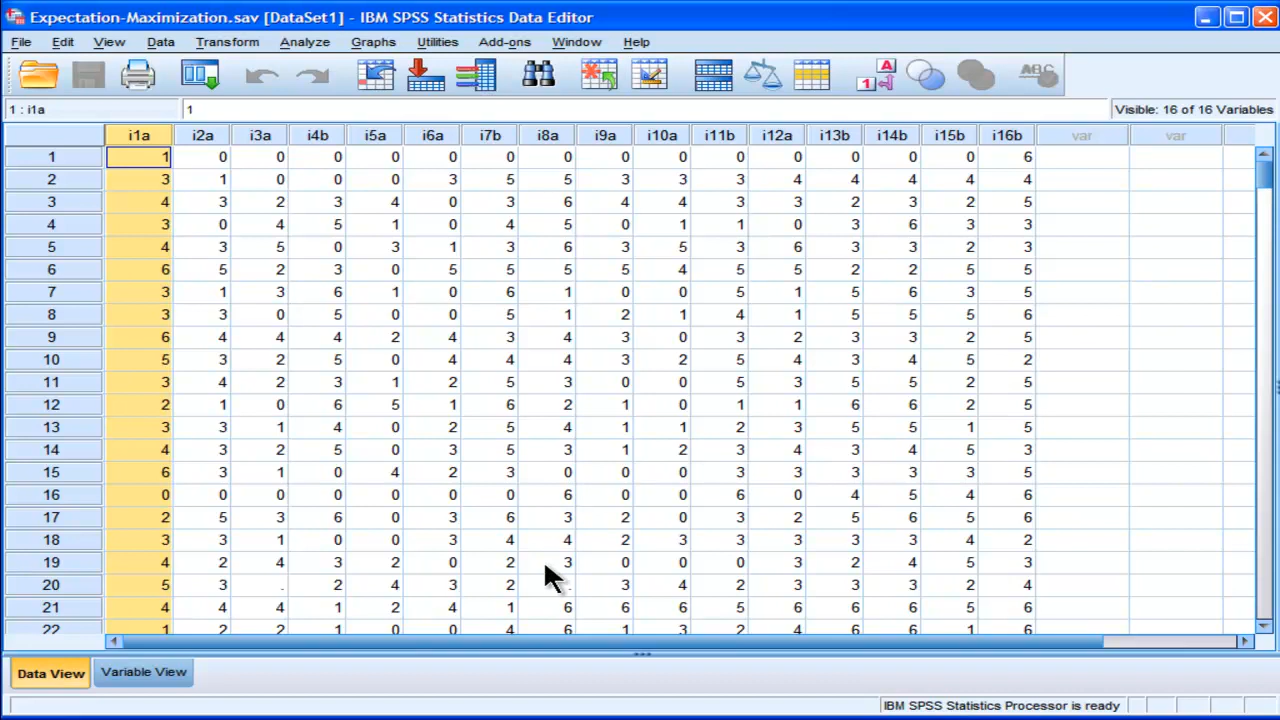 Expectation-Maximization.sav [DataSet1] - IBM SPSS Statistics Data Editor
File Edit View Data Transform Analyze Graphs Utilities Add-ons Window Help
1 A ABC
1 : i1a 1 Visible: 16 of 16 Variables
i1a i2a i3a i4b i5a i6a i7b i8a i9a i10a i11b i12a i13b i14b i15b i16b var var
1 1 0 0 0 0 0 0 0 0 0 0 0 0 0 0 6
2 3 1 0 0 0 3 5 5 3 3 3 4 4 4 4 4
3 4 3 2 3 4 0 3 6 4 4 3 3 2 3 2 5
4 3 0 4 5 1 0 4 5 0 1 1 0 3 6 3 3
5 4 3 5 0 3 1 3 6 3 5 3 6 3 3 2 3
6 6 5 2 3 0 5 5 5 5 4 5 5 2 2 5 5
7 3 1 3 6 1 0 6 1 0 0 5 1 5 6 3 5
8 3 3 0 5 0 0 5 1 2 1 4 1 5 5 5 6
9 6 4 4 4 2 4 3 4 3 0 3 2 3 3 2 5
10 5 3 2 5 0 4 4 4 3 2 5 4 3 4 5 2
11 3 4 2 3 1 2 5 3 0 0 5 3 5 5 2 5
12 2 1 0 6 5 1 6 2 1 0 1 1 6 6 2 5
13 3 3 1 4 0 2 5 4 1 1 2 3 5 5 1 5
14 4 3 2 5 0 3 5 3 1 2 3 4 3 4 5 3
15 6 3 1 0 4 2 3 0 0 0 3 3 3 3 3 5
16 0 0 0 0 0 0 0 6 0 0 6 0 4 5 4 6
17 2 5 3 6 0 3 6 3 2 0 3 2 5 6 5 6
18 3 3 1 0 0 3 4 4 2 3 3 3 3 3 4 2
19 4 2 4 3 2 0 2 3 0 0 0 3 2 4 5 3
20 5 3 . 2 4 3 2 . 3 4 2 3 3 3 2 4
21 4 4 4 1 2 4 1 6 6 6 5 6 6 6 5 6
22 1 2 2 1 0 0 4 6 1 3 2 4 6 6 1 6
Data View Variable View
IBM SPSS Statistics Processor is ready